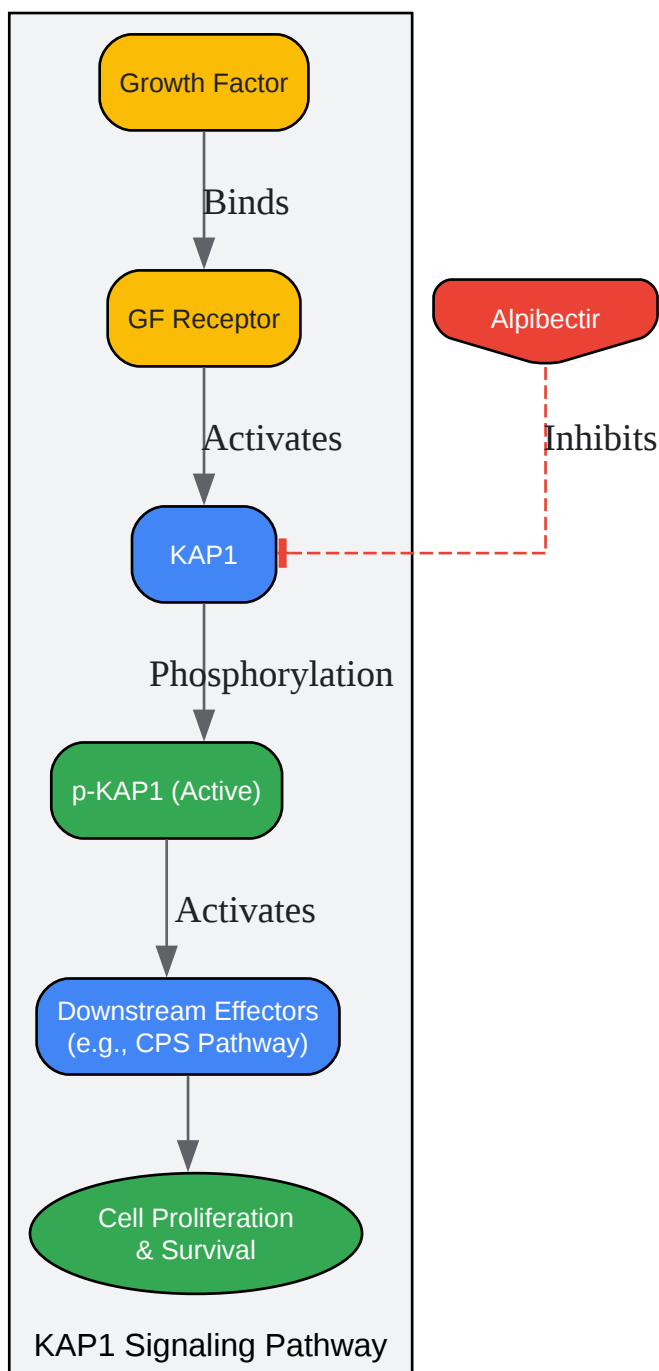 Growth Factor
Binds
GF Receptor
Alpibectir
Activates
Inhibits
KAP1
Phosphorylation
p-KAP1 (Active)
Activates
Downstream Effectors
(e.g., CPS Pathway)
Cell Proliferation
& Survival
KAP1 Signaling Pathway